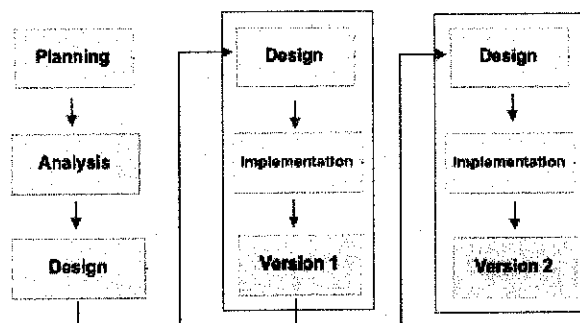 Planning
Analysis
Design
Design
Implementation
Version 1
Design
Implementation
Version 2